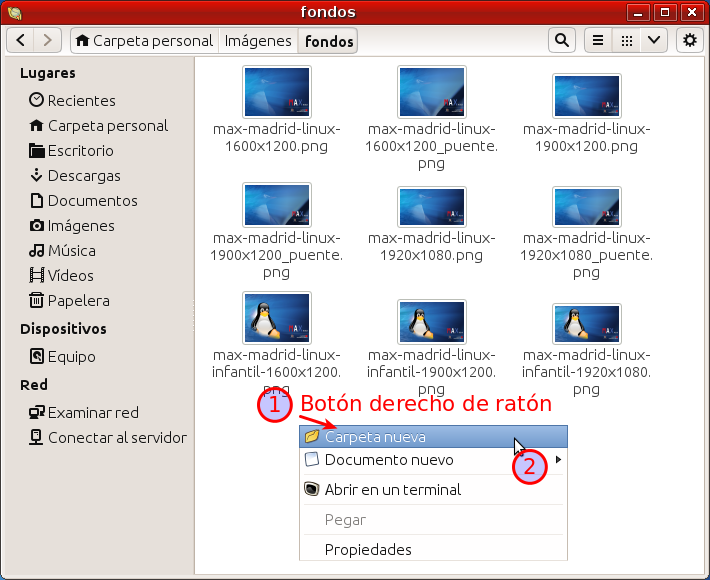 fondos
Carpeta personal
Imágenes
fondos
Lugares
Recientes
Carpeta personal
Escritorio
Descargas
Documentos
Imágenes
Música
Vídeos
Papelera
Dispositivos
Equipo
Red
Examinar red
Conectar al servidor
max-madrid-linux-
1600x1200.png
max-madrid-linux-
1600x1200_puente.
png
max-madrid-linux-
1900x1200.png
max-madrid-linux-
1900x1200_puente.
png
max-madrid-linux-
1920x1080.png
max-madrid-linux-
1920x1080_puente.
png
max-madrid-linux-
infantil-1600x1200.
png
max-madrid-linux-
infantil-1900x1200.
png
max-madrid-linux-
infantil-1920x1080.
png
1
Botón derecho de ratón
Carpeta nueva
2
Documento nuevo
Abrir en un terminal
Pegar
Propiedades